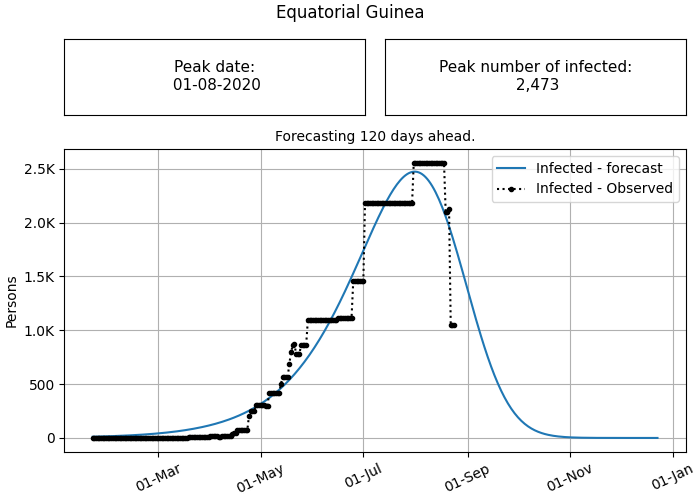 Equatorial Guinea
Peak date:
01-08-2020
Peak number of infected:
2,473
Forecasting 120 days ahead.
Infected - forecast
Infected - Observed
2.5K
2.0K
1.5K
1.0K
500
0
Persons
01-Mar
01-May
01-Jul
01-Sep
01-Nov
01-Jan